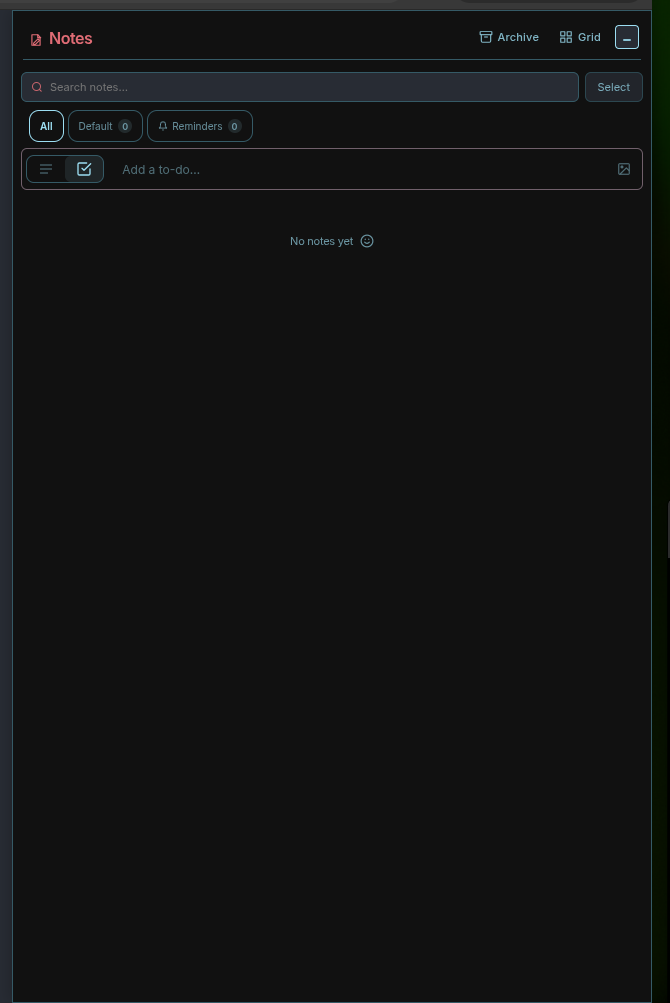 Notes
Archive
Grid
Search notes...
Select
All
Default 0
Reminders 0
Add a to-do...
No notes yet